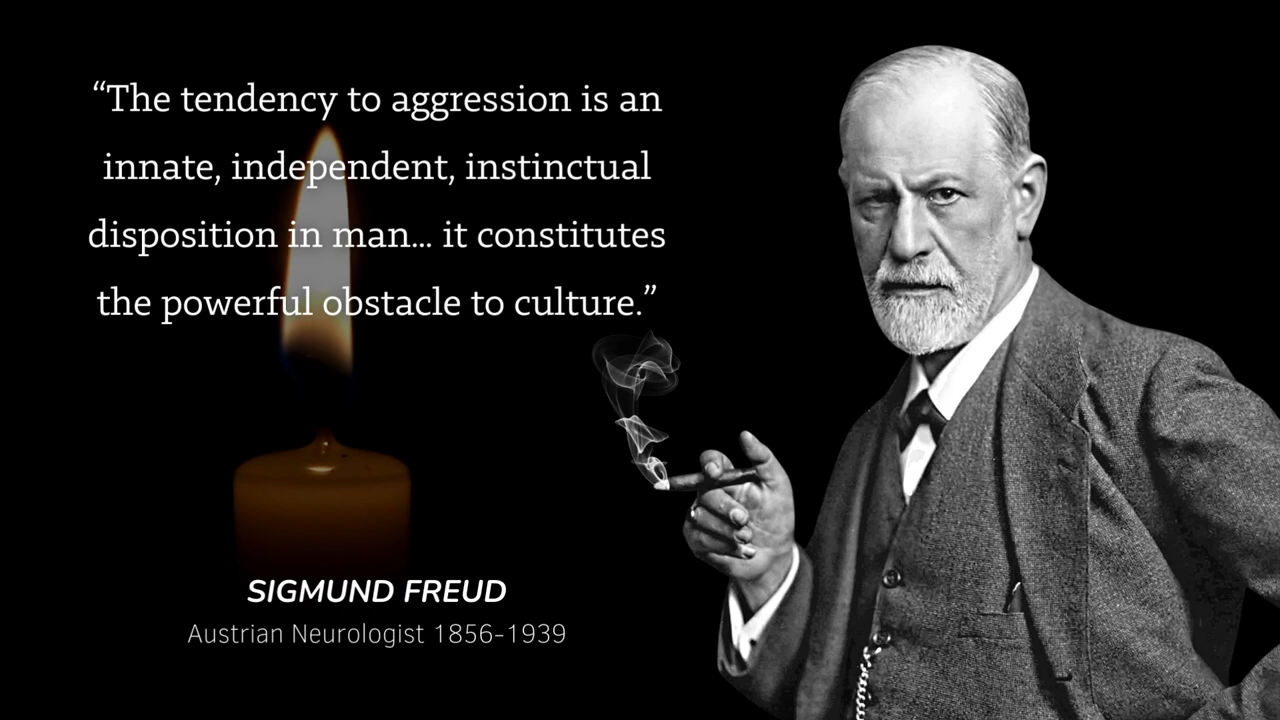 “The tendency to aggression is an
innate, independent, instinctual
disposition in man... it constitutes
the powerful obstacle to culture.”
SIGMUND FREUD
Austrian Neurologist 1856-1939